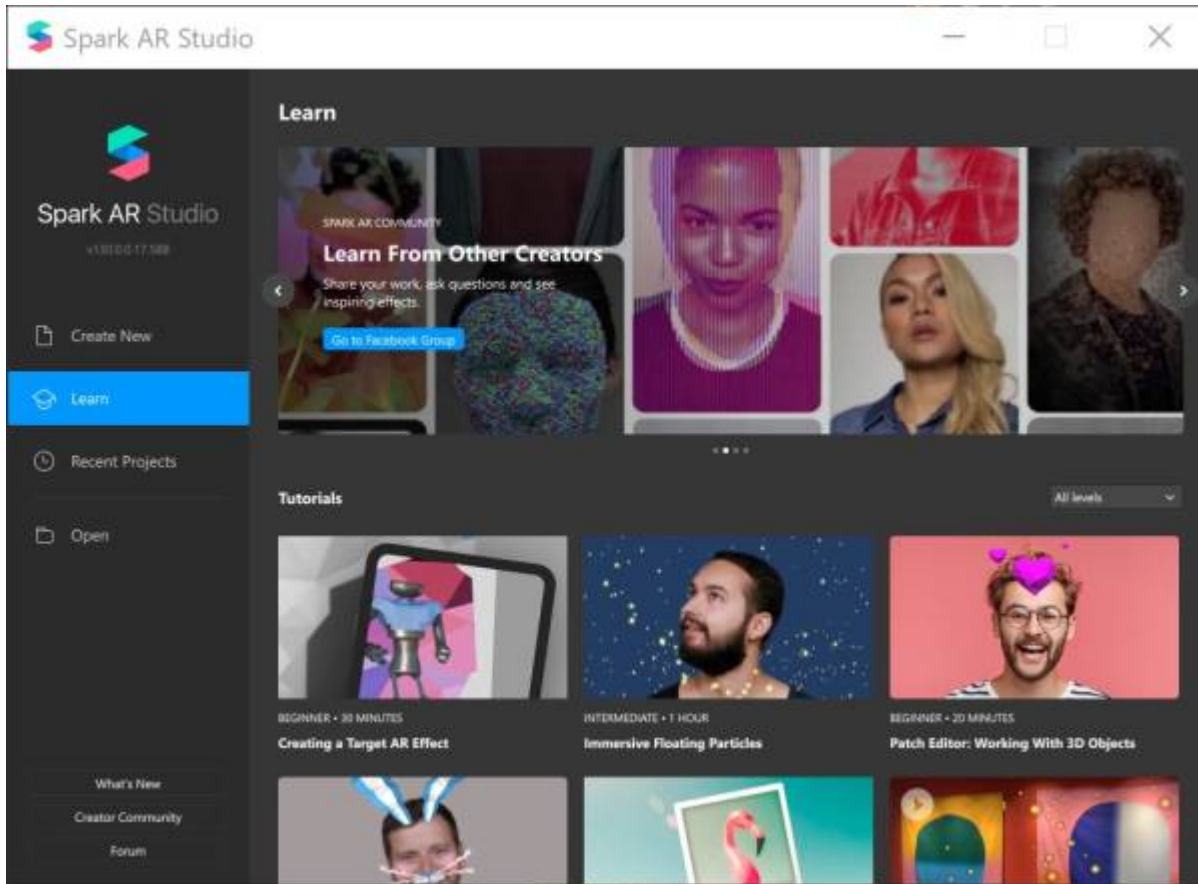 Spark AR Studio
Spark AR Studio
Create New
Learn
Recent Projects
Open
What's New
Creator Community
Forum
Learn
SPARK AR COMMUNITY
Learn From Other Creators
Share your work, ask questions and see
inspiring effects.
Go to Facebook Group
Tutorials
All levels
BEGINNER • 30 MINUTES
Creating a Target AR Effect
INTERMEDIATE • 1 HOUR
Immersive Floating Particles
BEGINNER • 20 MINUTES
Patch Editor: Working With 3D Objects